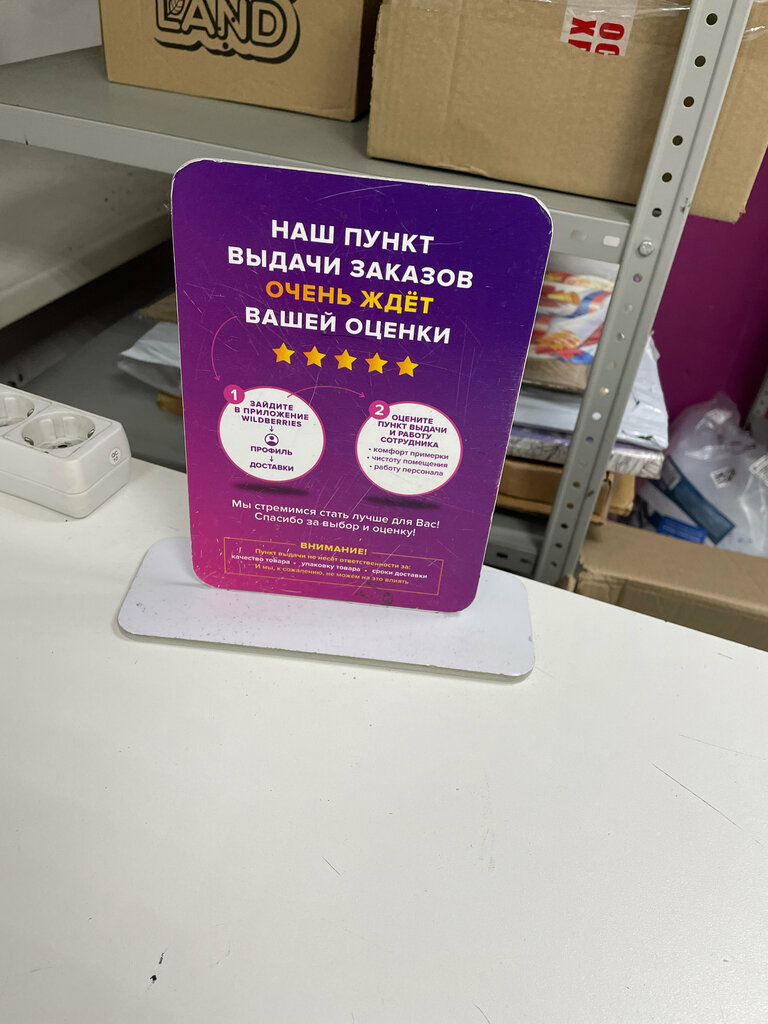 LAND
ОС
ХР
НАШ ПУНКТ
ВЫДАЧИ ЗАКАЗОВ
ОЧЕНЬ ЖДЁТ
ВАШЕЙ ОЦЕНКИ
1
ЗАЙДИТЕ
В ПРИЛОЖЕНИЕ
WILDBERRIES
ПРОФИЛЬ
ДОСТАВКИ
2
ОЦЕНИТЕ
ПУНКТ ВЫДАЧИ
И РАБОТУ
СОТРУДНИКА
• комфорт примерки
• чистоту помещения
• работу персонала
Мы стремимся стать лучше для Вас!
Спасибо за выбор и оценку!
ВНИМАНИЕ!
Пункт выдачи не несёт ответственности за:
качество товара • упаковку товара • сроки доставки
И мы, к сожалению, не можем на это влиять